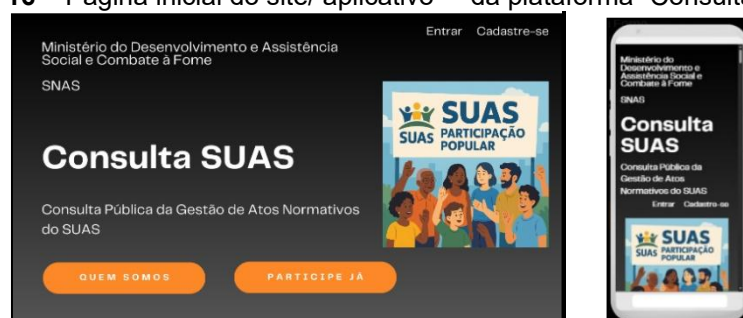 Página inicial do site/ aplicativo da plataforma
Ministério do Desenvolvimento e Assistência
Social e Combate à Fome
Entrar Cadastre-se
SNAS
SUAS
SUAS PARTICIPAÇÃO
POPULAR
Consulta SUAS
Consulta Pública da Gestão de Atos Normativos
do SUAS
QUEM SOMOS PARTICIPE JÁ
Ministério do
Desenvolvimento e
Assistência Social e
Combate à Fome
SNAS
Consulta
SUAS
Consulta Pública da
Gestão de Atos
Normativos do SUAS
Entrar Cadastre-se
SUAS
SUAS PARTICIPAÇÃO
POPULAR